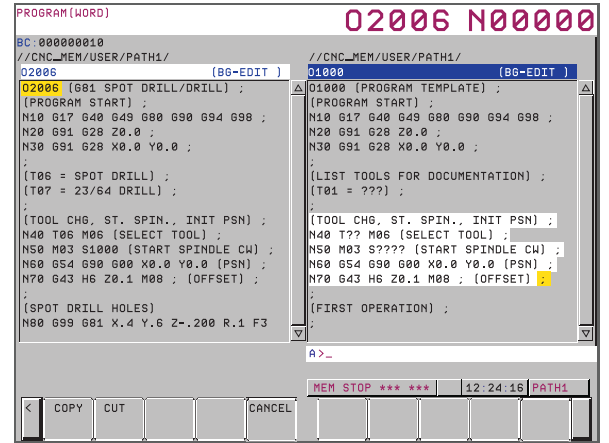 PROGRAM(WORD)
O2006 N00000
BC:000000010
//CNC_MEM/USER/PATH1/
O2006 (BG-EDIT )
O2006 (G81 SPOT DRILL/DRILL) ;
(PROGRAM START) ;
N10 G17 G40 G49 G80 G90 G94 G98 ;
N20 G91 G28 Z0.0 ;
N30 G91 G28 X0.0 Y0.0 ;
;
(T06 = SPOT DRILL) ;
(T07 = 23/64 DRILL) ;
;
(TOOL CHG, ST. SPIN., INIT PSN) ;
N40 T06 M06 (SELECT TOOL) ;
N50 M03 S1000 (START SPINDLE CW) ;
N60 G54 G90 G00 X0.0 Y0.0 (PSN) ;
N70 G43 H6 Z0.1 M08 ; (OFFSET) ;
;
(SPOT DRILL HOLES)
N80 G99 G81 X.4 Y.6 Z-.200 R.1 F3
//CNC_MEM/USER/PATH1/
O1000 (BG-EDIT )
O1000 (PROGRAM TEMPLATE) ;
(PROGRAM START) ;
N10 G17 G40 G49 G80 G90 G94 G98 ;
N20 G91 G28 Z0.0 ;
N30 G91 G28 X0.0 Y0.0 ;
;
(LIST TOOLS FOR DOCUMENTATION) ;
(T01 = ???) ;
;
(TOOL CHG, ST. SPIN., INIT PSN) ;
N40 T?? M06 (SELECT TOOL) ;
N50 M03 S???? (START SPINDLE CW) ;
N60 G54 G90 G00 X0.0 Y0.0 (PSN) ;
N70 G43 H6 Z0.1 M08 ; (OFFSET) ;
;
(FIRST OPERATION) ;
;
A>_
MEM STOP *** *** 12:24:16 PATH1
< COPY CUT CANCEL